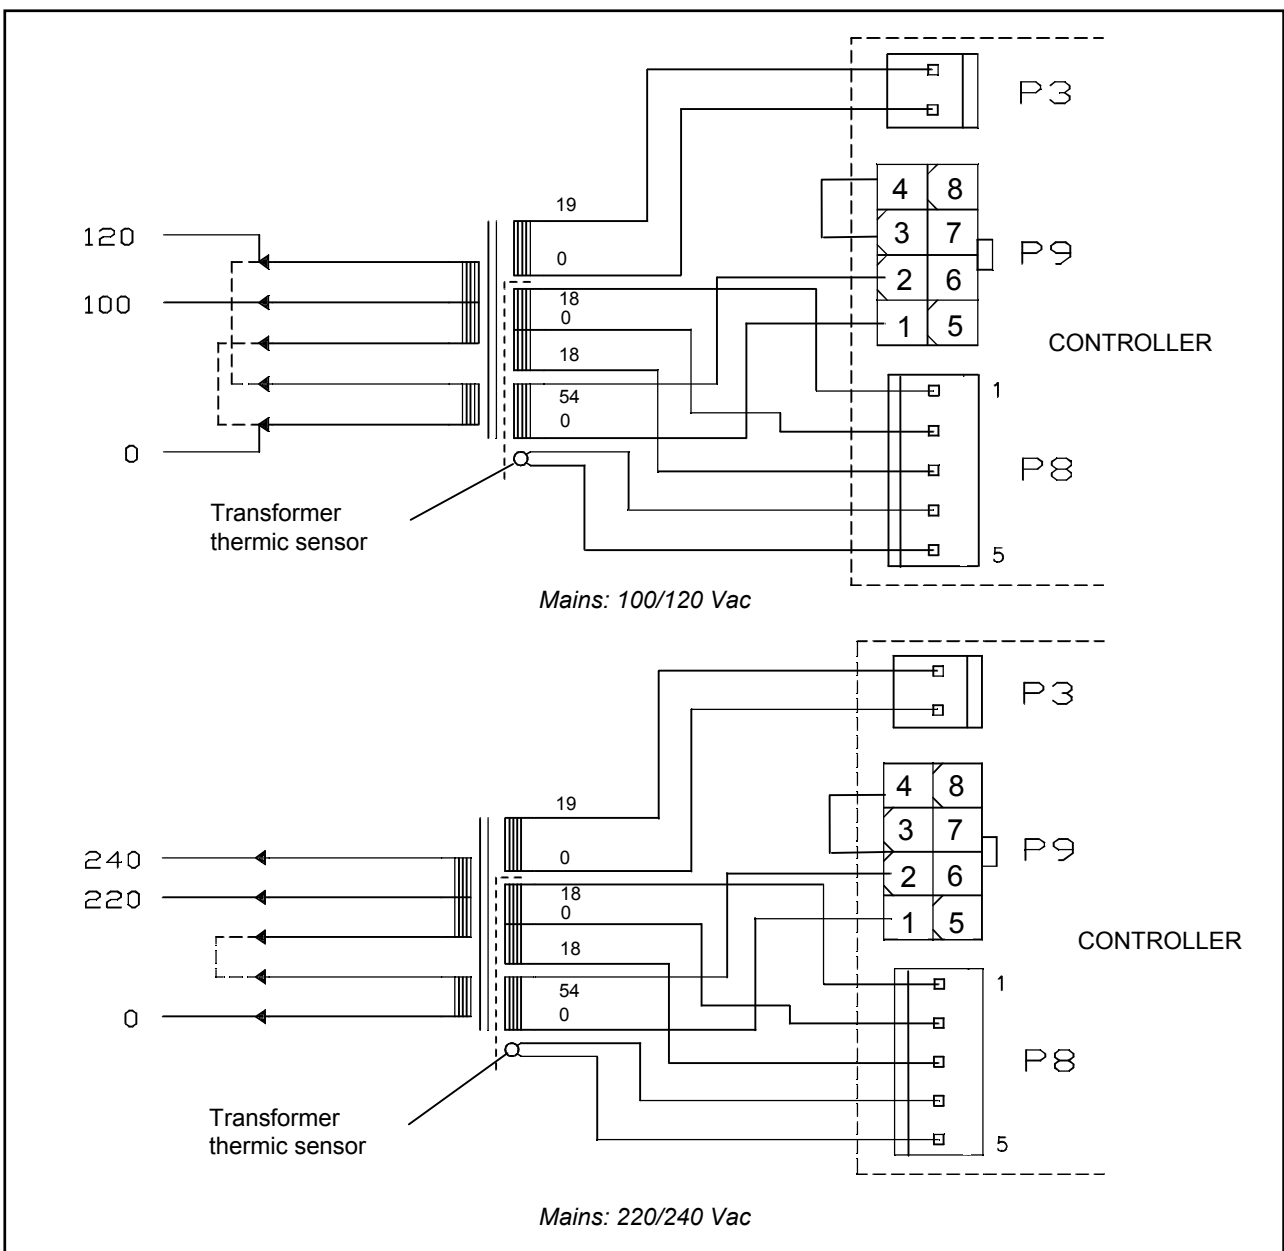 P3
19
4 8
120
0
3 7
P9
2 6
100
18
0
1 5
CONTROLLER
18
1
54
0
0
P8
Transformer
thermic sensor
5
Mains: 100/120 Vac
P3
4 8
19
3 7
P9
240
0
2 6
220
18
0
1 5
CONTROLLER
18
1
54
0
0
P8
Transformer
thermic sensor
5
Mains: 220/240 Vac